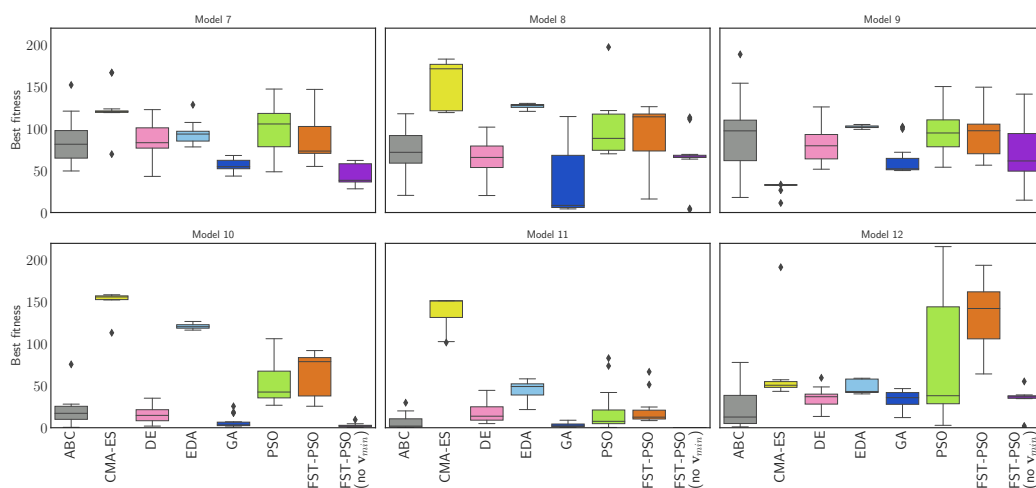 Model 7
Model 8
Model 9
Best fitness
200
150
100
50
0
Model 10
Model 11
Model 12
Best fitness
200
150
100
50
0
ABC
CMA-ES
DE
EDA
GA
PSO
FST-PSO
FST-PSO
(no v_min)
ABC
CMA-ES
DE
EDA
GA
PSO
FST-PSO
FST-PSO
(no v_min)
ABC
CMA-ES
DE
EDA
GA
PSO
FST-PSO
FST-PSO
(no v_min)